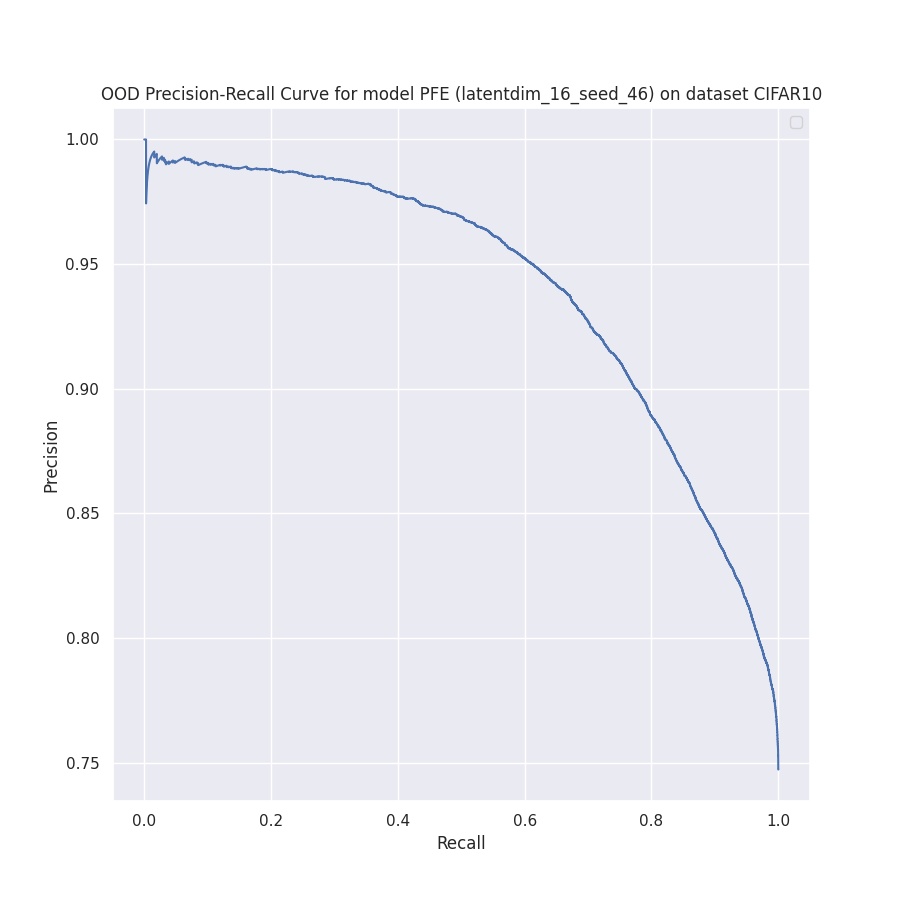 OOD Precision-Recall Curve for model PFE (latentdim_16_seed_46) on dataset CIFAR10
1.00
0.95
0.90
0.85
0.80
0.75
Precision
0.0 0.2 0.4 0.6 0.8 1.0
Recall